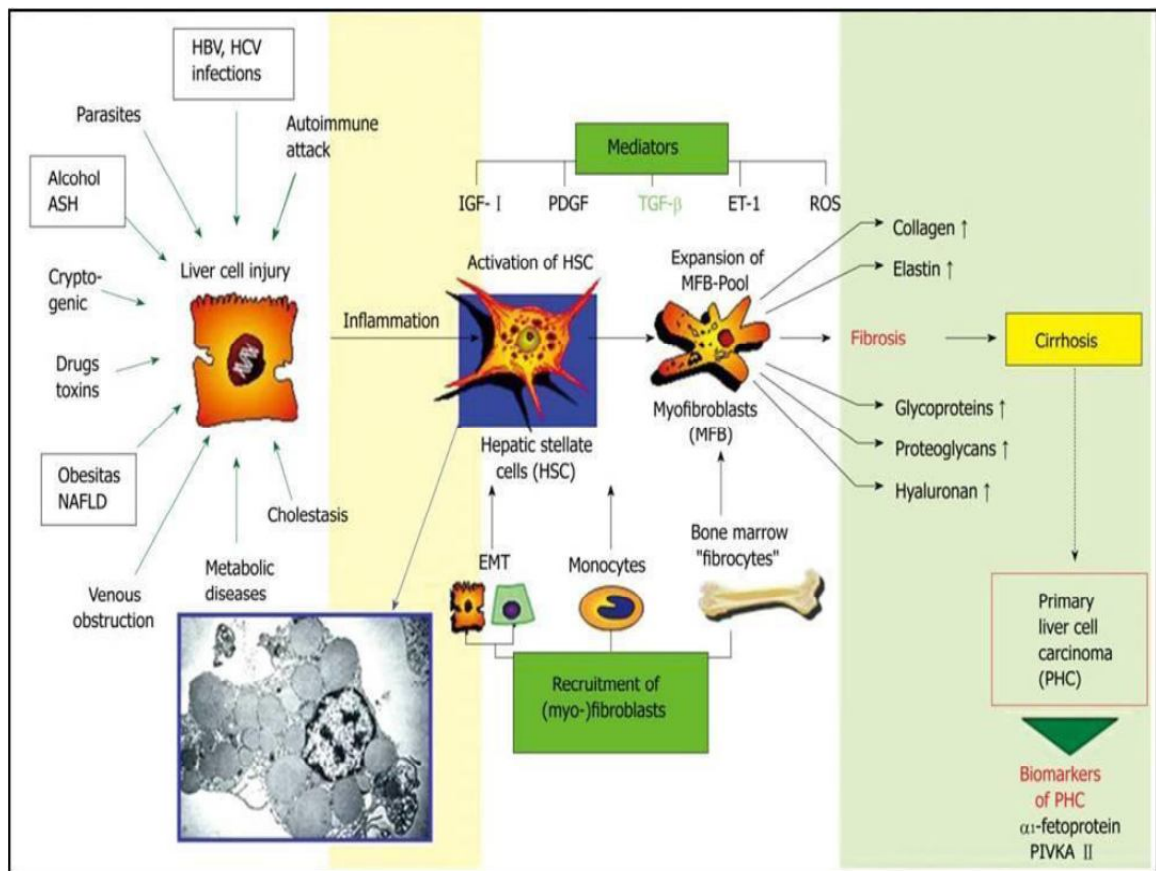 HBV, HCV
infections
Parasites
Autoimmune
attack
Alcohol
ASH
Crypto-
genic
Drugs
toxins
Obesitas
NAFLD
Venous
obstruction
Metabolic
diseases
Cholestasis
Liver cell injury
Inflammation
Mediators
IGF- I
PDGF
TGF-β
ET-1
ROS
Activation of HSC
Hepatic stellate
cells (HSC)
Expansion of
MFB-Pool
Myofibroblasts
(MFB)
EMT
Monocytes
Bone marrow
"fibrocytes"
Recruitment of
(myo-)fibroblasts
Collagen ↑
Elastin ↑
Fibrosis
Glycoproteins ↑
Proteoglycans ↑
Hyaluronan ↑
Cirrhosis
Primary
liver cell
carcinoma
(PHC)
Biomarkers
of PHC
α1-fetoprotein
PIVKA II